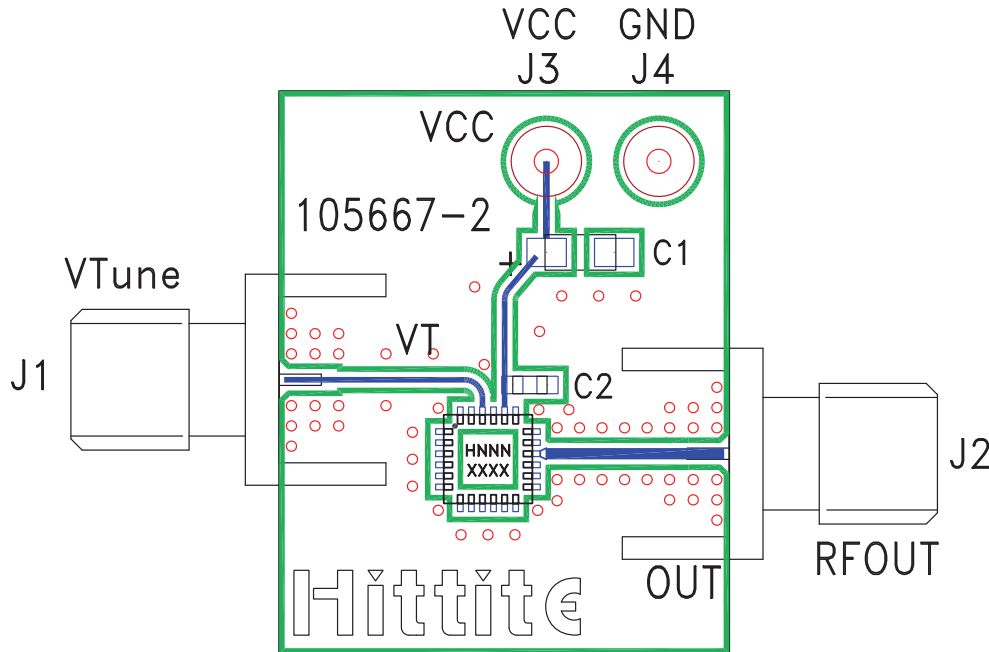 VCC GND
J3 J4
VCC
105667-2
C1
VTune
VT
J1
C2
HNNN
XXXX
J2
OUT
RFOUT
Hittite